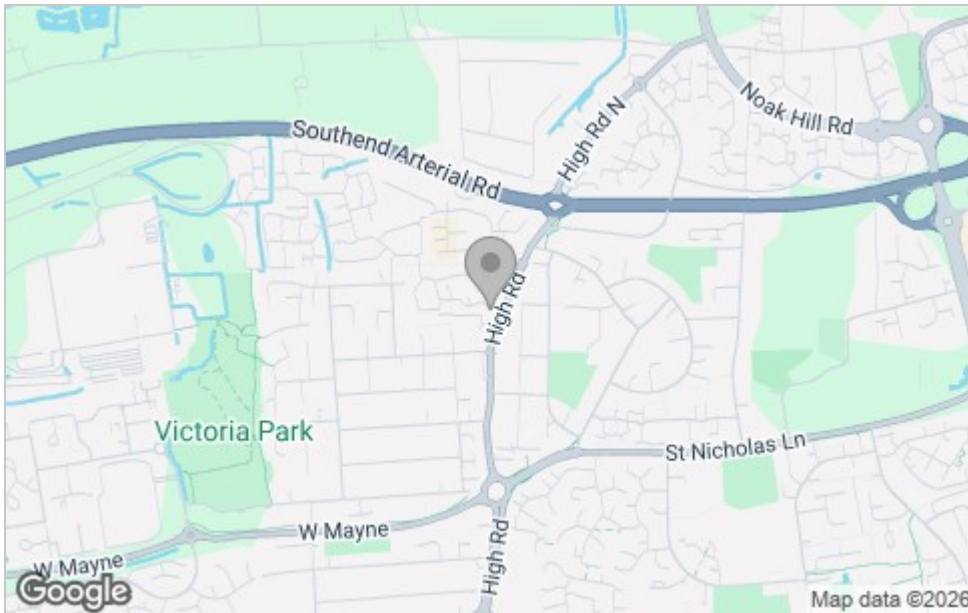 Noak Hill Rd
High Rd N
Southend Arterial Rd
High Rd
Victoria Park
St Nicholas Ln
W Mayne
High Rd
W Mayne
Google
Map data ©2026